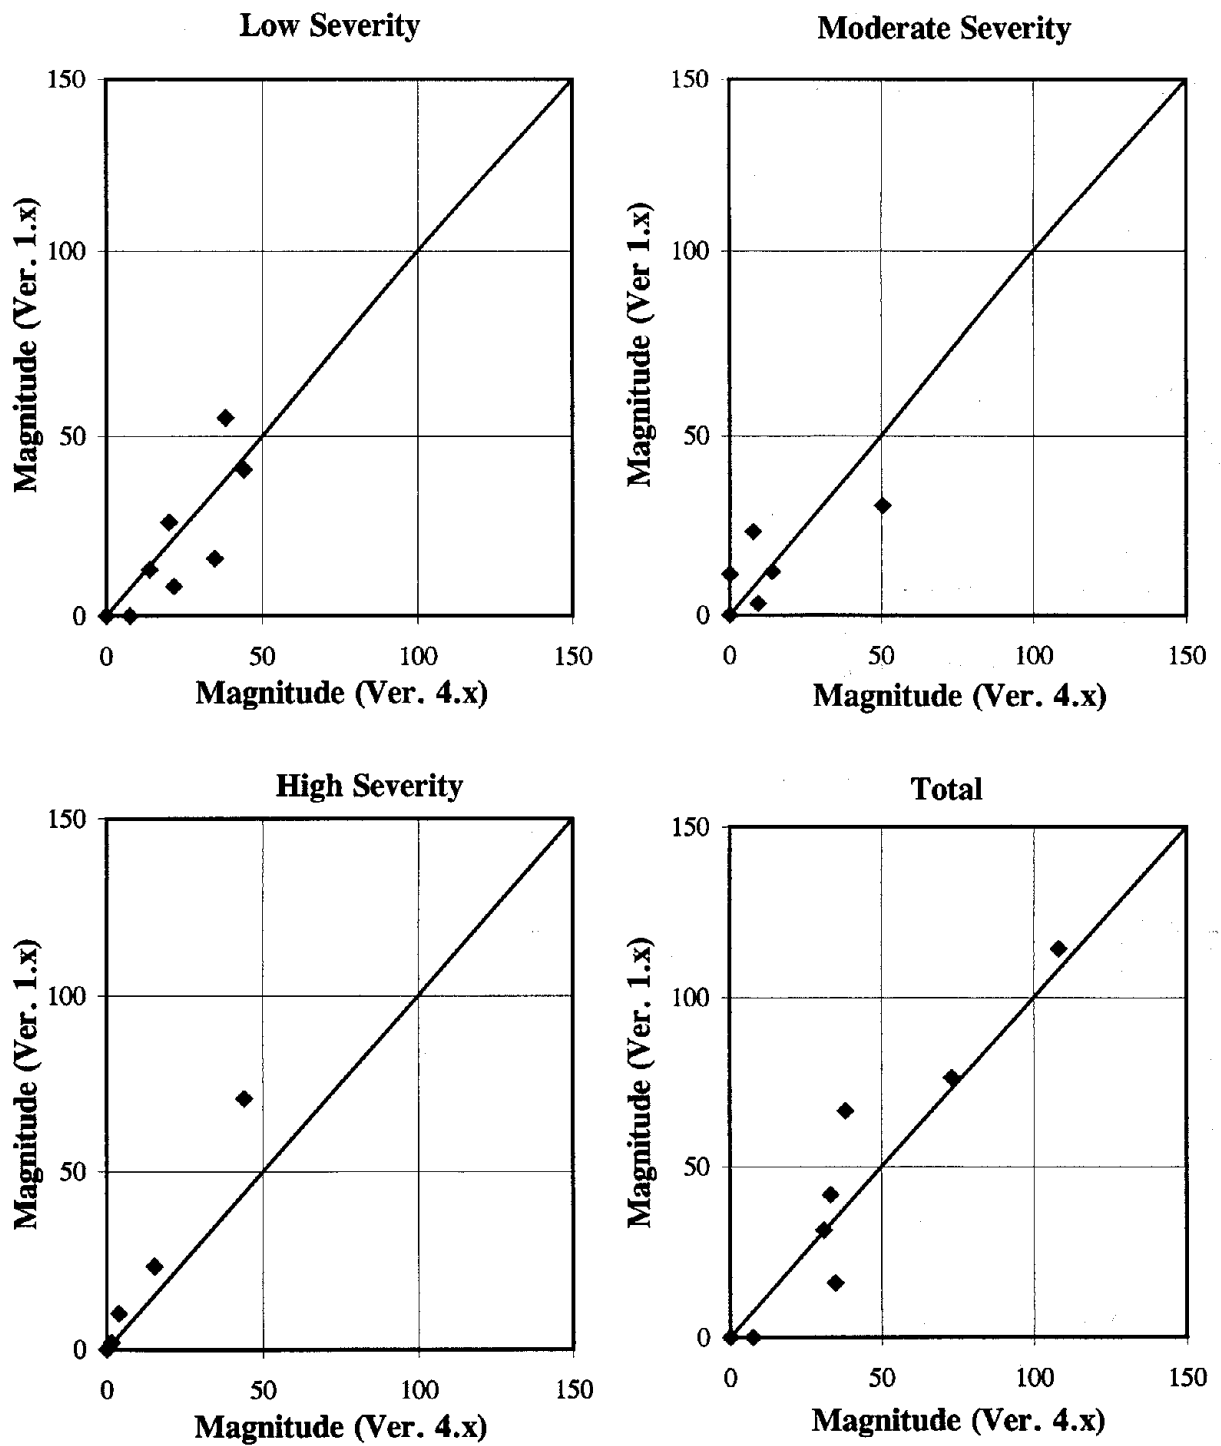 Low Severity
150
100
50
0
0 50 100 150
Magnitude (Ver. 1.x)
Magnitude (Ver. 4.x)
Moderate Severity
150
100
50
0
0 50 100 150
Magnitude (Ver 1.x)
Magnitude (Ver. 4.x)
High Severity
150
100
50
0
0 50 100 150
Magnitude (Ver. 1.x)
Magnitude (Ver. 4.x)
Total
150
100
50
0
0 50 100 150
Magnitude (Ver. 1.x)
Magnitude (Ver. 4.x)